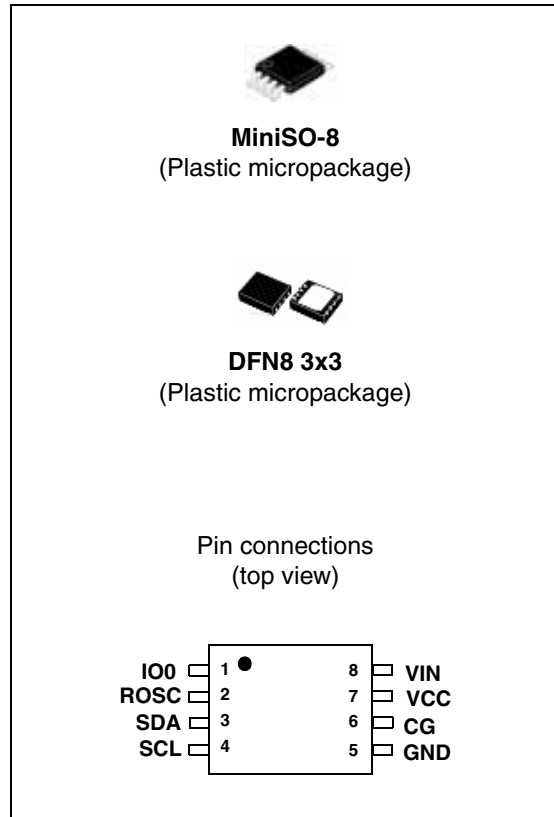 MiniSO-8
(Plastic micropackage)
DFN8 3x3
(Plastic micropackage)
Pin connections
(top view)
IO0 1 8 VIN
ROSC 2 7 VCC
SDA 3 6 CG
SCL 4 5 GND